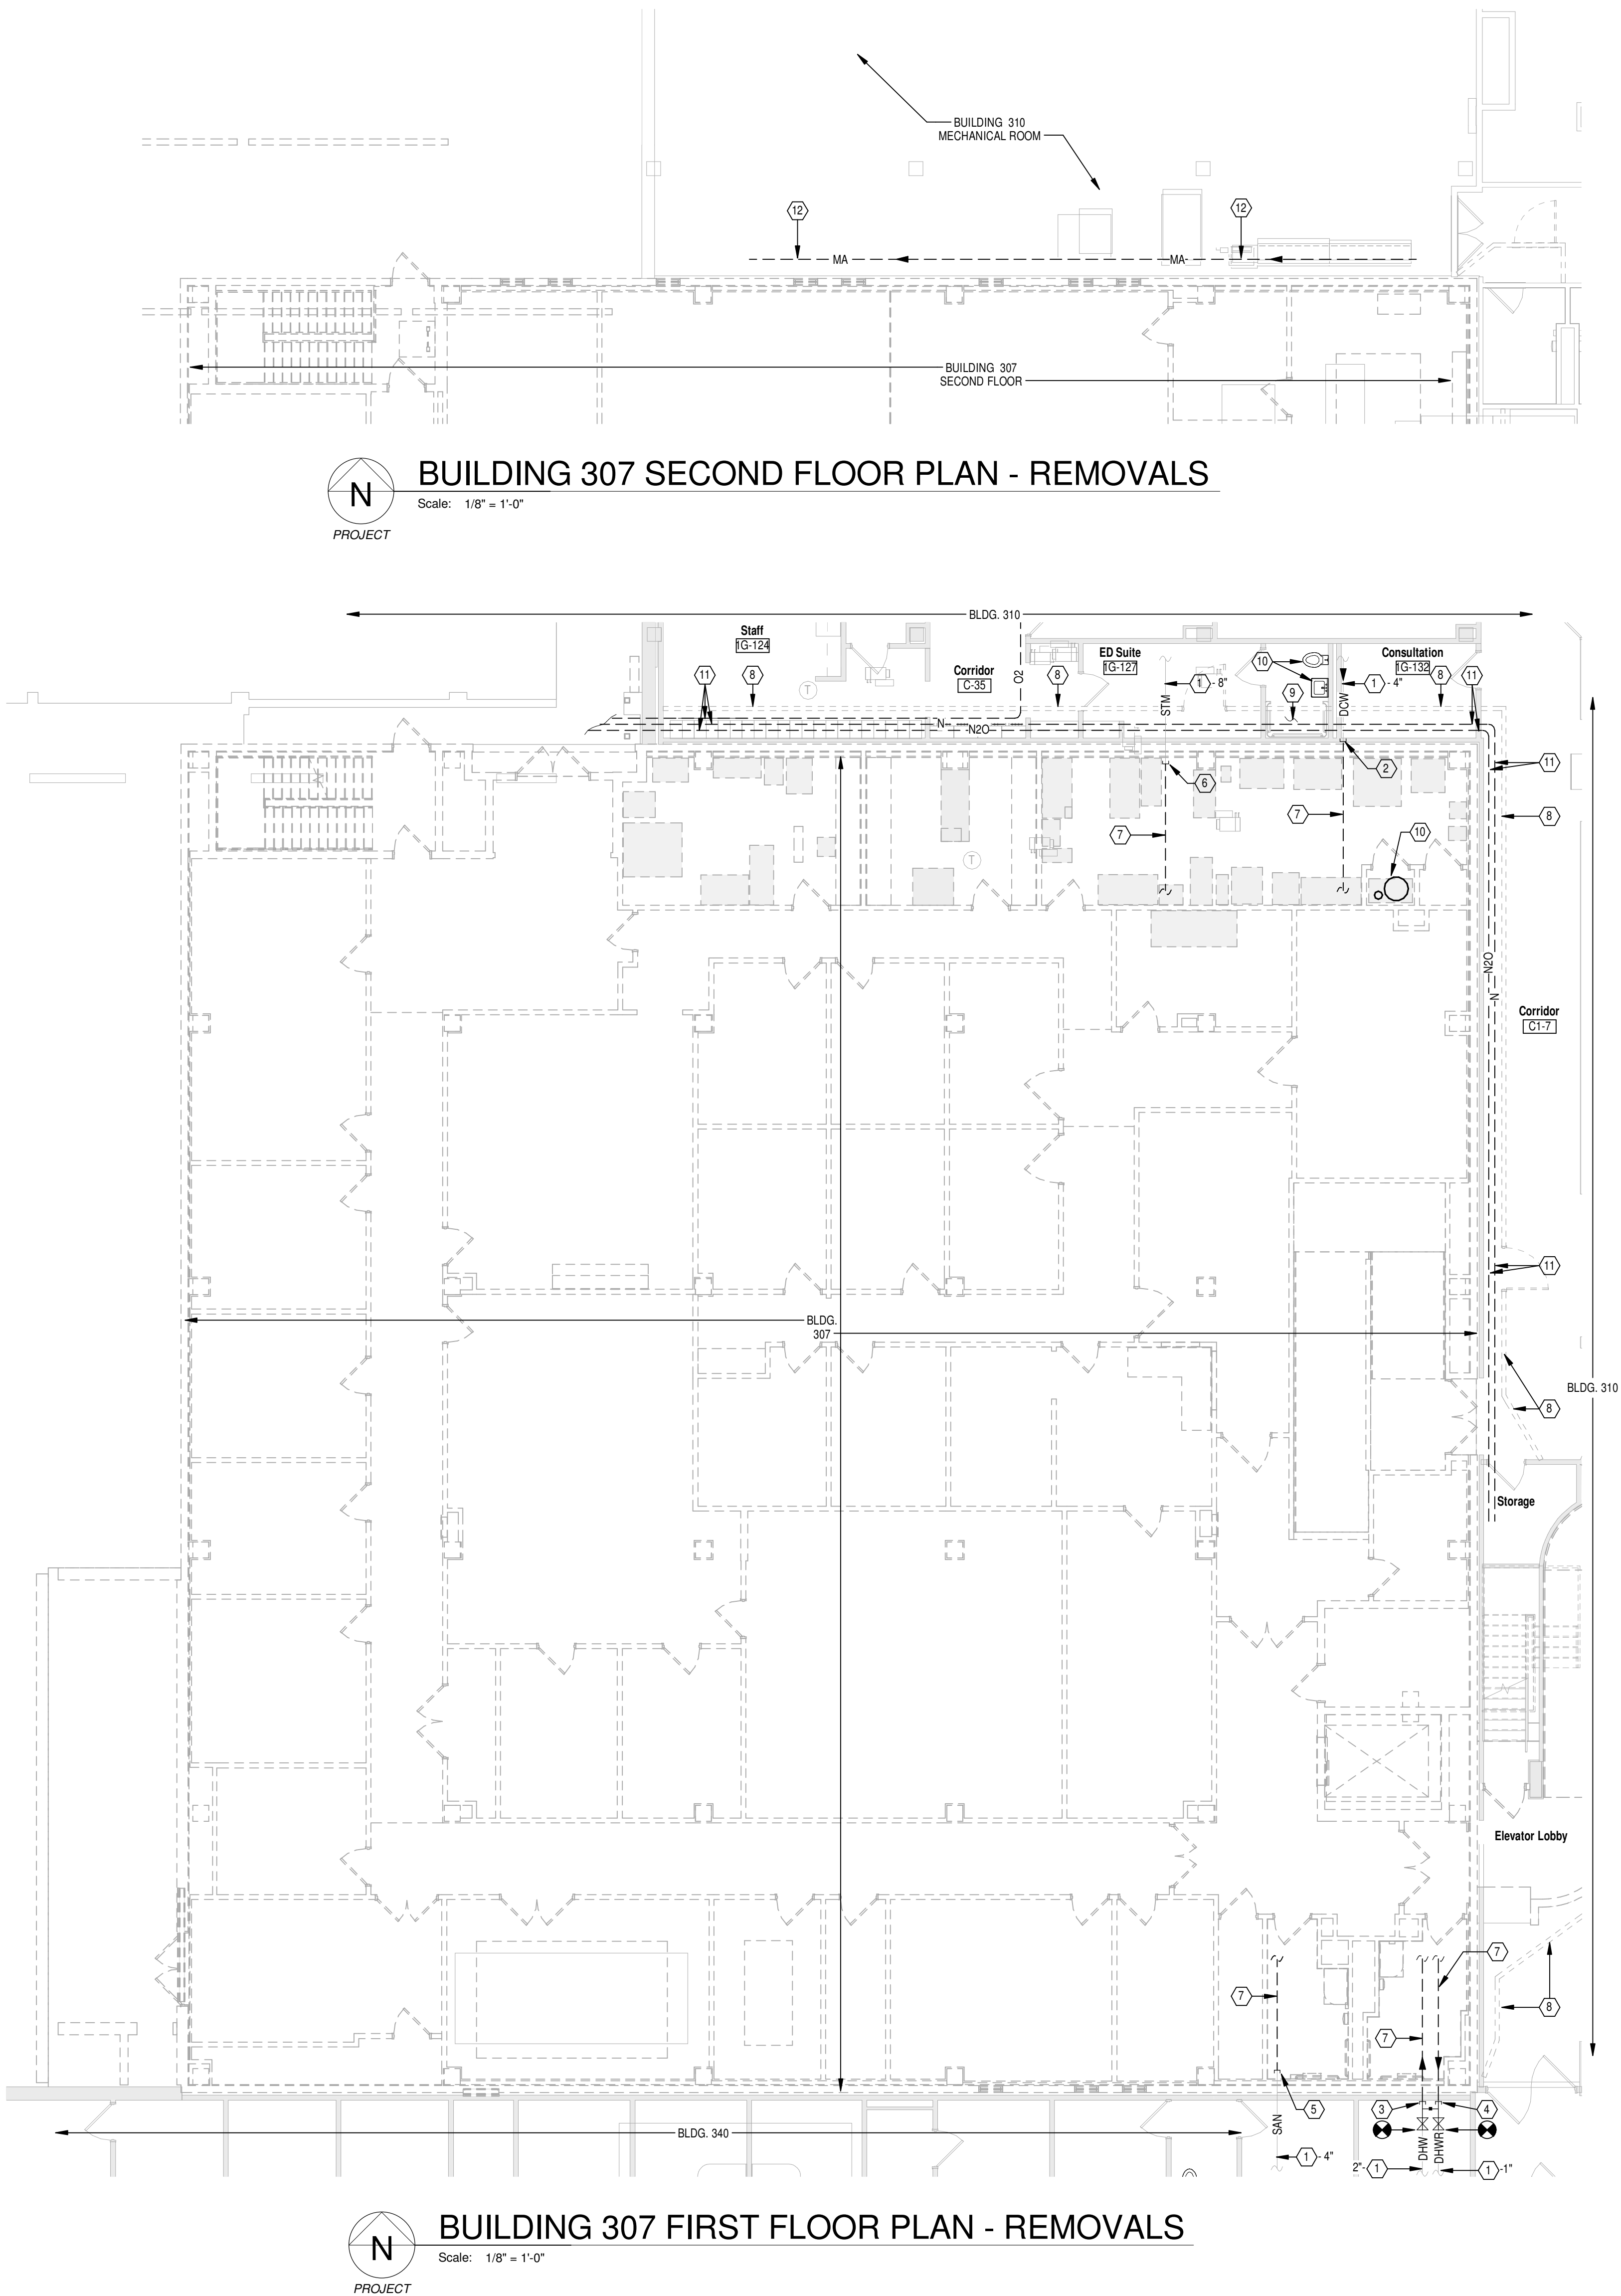 BUILDING 310
MECHANICAL ROOM
12
12
MA
MA
BUILDING 307
SECOND FLOOR
BUILDING 307 SECOND FLOOR PLAN - REMOVALS
N
Scale: 1/8" = 1'-0"
PROJECT
BLDG. 310
Staff
1G-124
Corridor
C-35
O2
ED Suite
1G-127
Consultation
1G-132
11
8
8
10
8
11
1 - 8"
1 - 4"
STM
DCW
9
T
N
N2O
2
11
6
7
7
8
10
T
N2O
N
Corridor
C1-7
11
BLDG.
307
BLDG. 310
8
Storage
Elevator Lobby
7
7
8
7
5
3
4
SAN
BLDG. 340
DHW
DHWR
1 - 4"
2"- 1
1 -1"
BUILDING 307 FIRST FLOOR PLAN - REMOVALS
N
Scale: 1/8" = 1'-0"
PROJECT